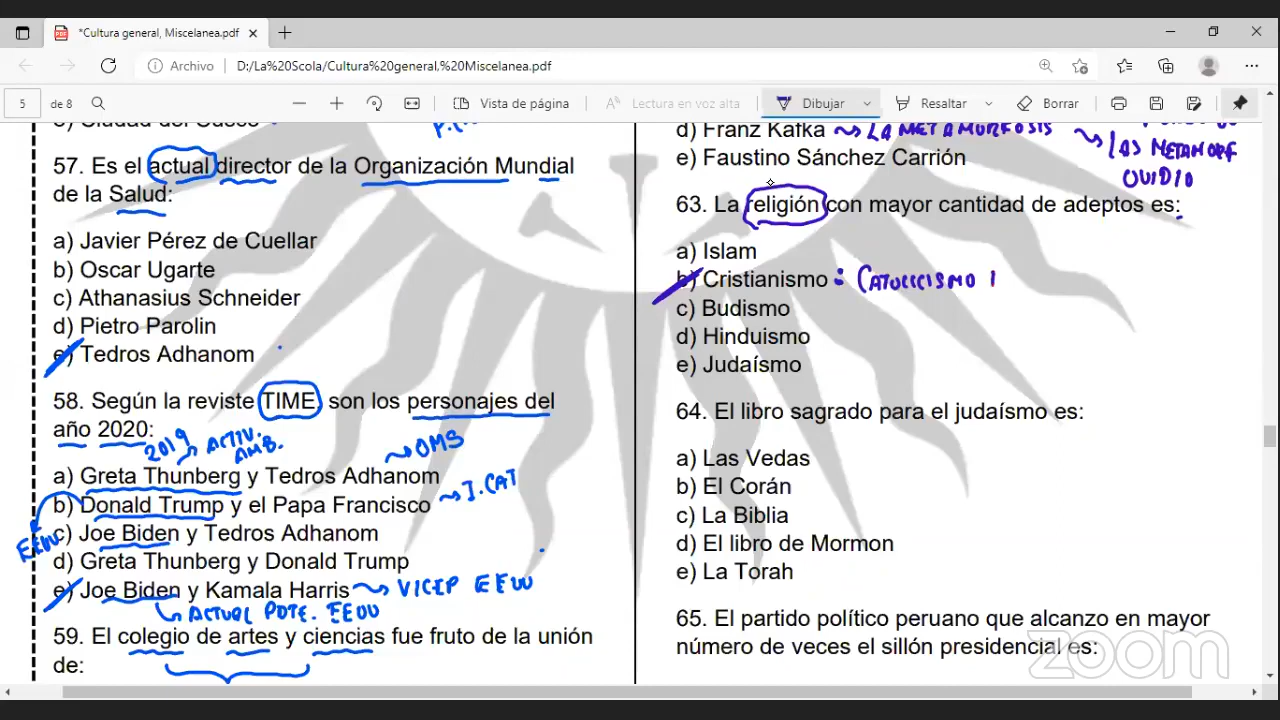 *Cultura general, Miscelanea.pdf
Archivo
D:/La%20Scola/Cultura%20general,%20Miscelanea.pdf
5 de 8
Vista de página
Lectura en voz alta
Dibujar
Resaltar
Borrar
57. Es el actual director de la Organización Mundial
de la Salud:
a) Javier Pérez de Cuellar
b) Oscar Ugarte
c) Athanasius Schneider
d) Pietro Parolin
e) Tedros Adhanom
58. Según la reviste TIME, son los personajes del
año 2020:
2019 ACTIV. AMB.
OMS
a) Greta Thunberg y Tedros Adhanom
b) Donald Trump y el Papa Francisco I. CAT
EEUU
c) Joe Biden y Tedros Adhanom
d) Greta Thunberg y Donald Trump
e) Joe Biden y Kamala Harris VICEP EEUU
ACTUAL PDTE. EEUU
59. El colegio de artes y ciencias fue fruto de la unión
de:
d) Franz Kafka LA METAMORFOSIS
LAS METAMORF
OVIDIO
e) Faustino Sánchez Carrión
63. La religión con mayor cantidad de adeptos es:
a) Islam
b) Cristianismo : CATOLICISMO
c) Budismo
d) Hinduismo
e) Judaísmo
64. El libro sagrado para el judaísmo es:
a) Las Vedas
b) El Corán
c) La Biblia
d) El libro de Mormon
e) La Torah
65. El partido político peruano que alcanzo en mayor
número de veces el sillón presidencial es:
zoom